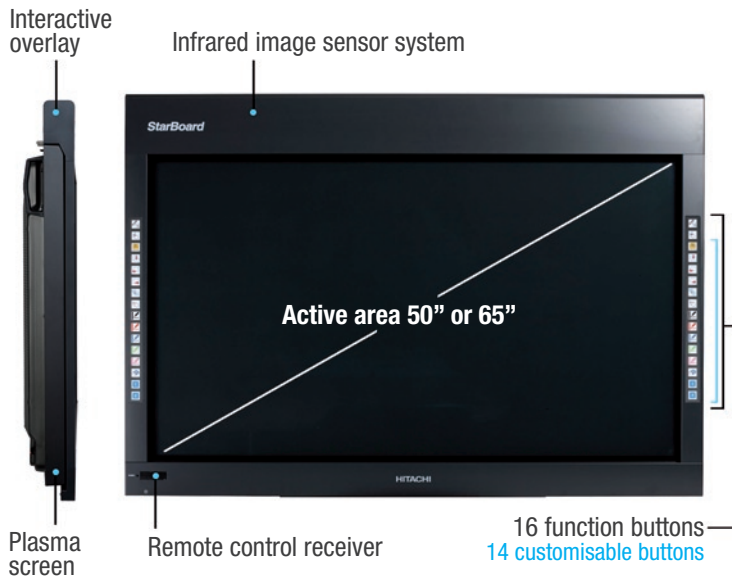 Interactive
overlay
Infrared image sensor system
StarBoard
Active area 50” or 65”
HITACHI
16 function buttons
14 customisable buttons
Plasma
screen
Remote control receiver